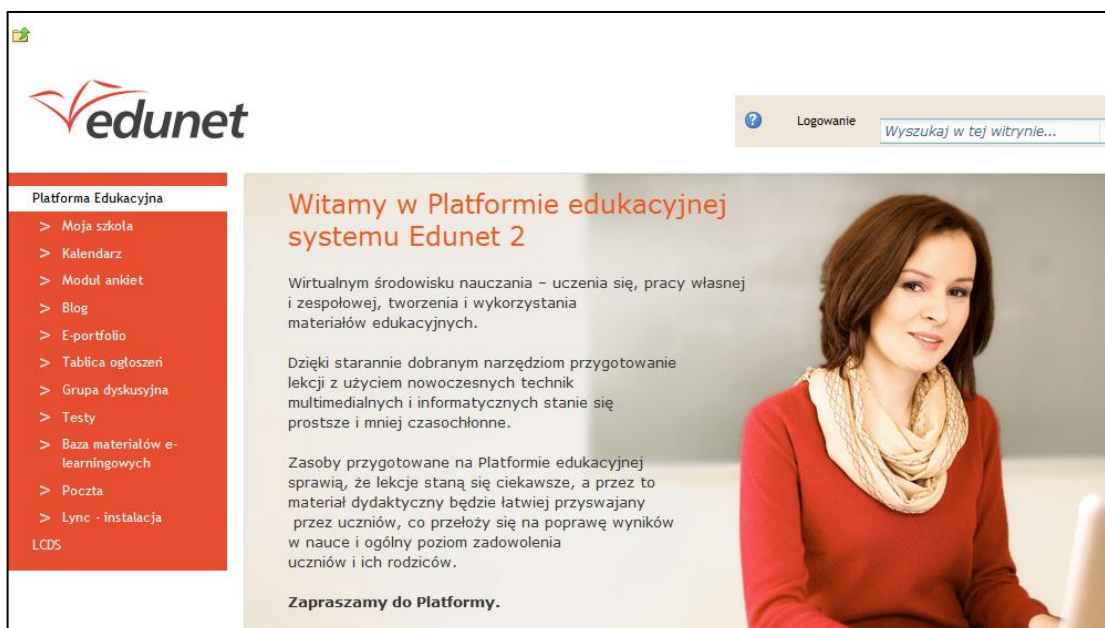 edunet
Logowanie
Wyszukaj w tej witrynie...
Platforma Edukacyjna
> Moja szkoła
> Kalendarz
> Moduł ankiet
> Blog
> E-portfolio
> Tablica ogłoszeń
> Grupa dyskusyjna
> Testy
> Baza materiałów e-
learningowych
> Poczta
> Lync - instalacja
LCDS
Witamy w Platformie edukacyjnej
systemu Edunet 2
Wirtualnym środowisku nauczania – uczenia się, pracy własnej
i zespołowej, tworzenia i wykorzystania
materiałów edukacyjnych.
Dzięki starannie dobranym narzędziom przygotowanie
lekcji z użyciem nowoczesnych technik
multimedialnych i informatycznych stanie się
prostsze i mniej czasochłonne.
Zasoby przygotowane na Platformie edukacyjnej
sprawią, że lekcje staną się ciekawsze, a przez to
materiał dydaktyczny będzie łatwiej przyswajany
przez uczniów, co przełoży się na poprawę wyników
w nauce i ogólny poziom zadowolenia
uczniów i ich rodziców.
Zapraszamy do Platformy.